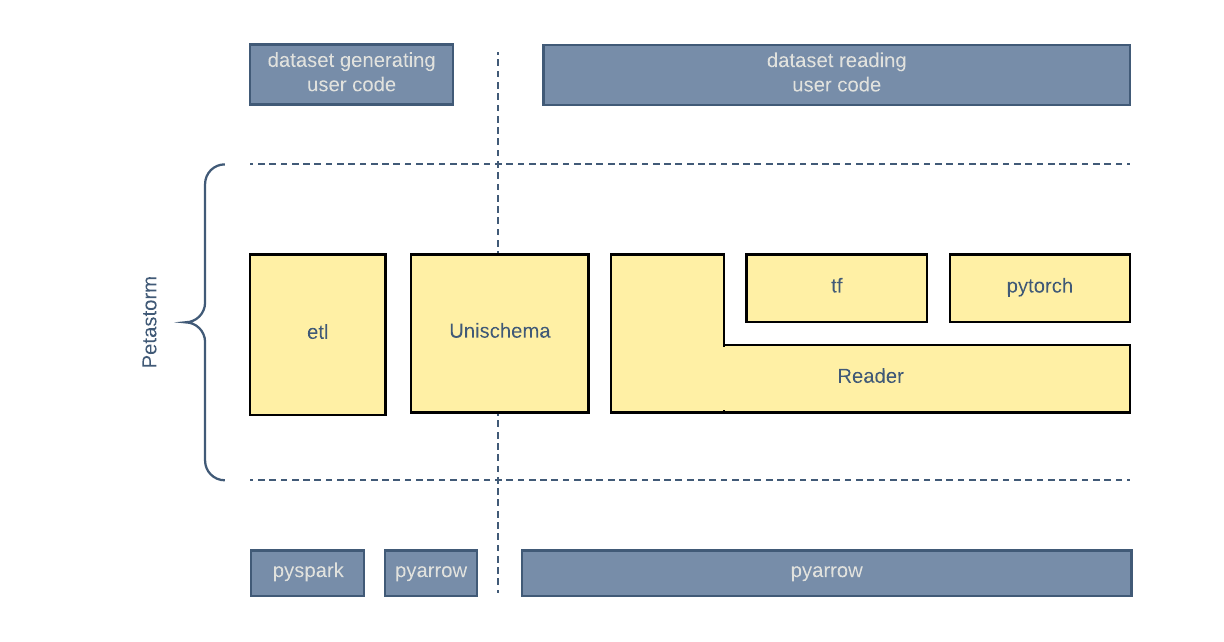 dataset generating
user code
dataset reading
user code
Petastorm
etl
Unischema
tf
pytorch
Reader
pyspark
pyarrow
pyarrow